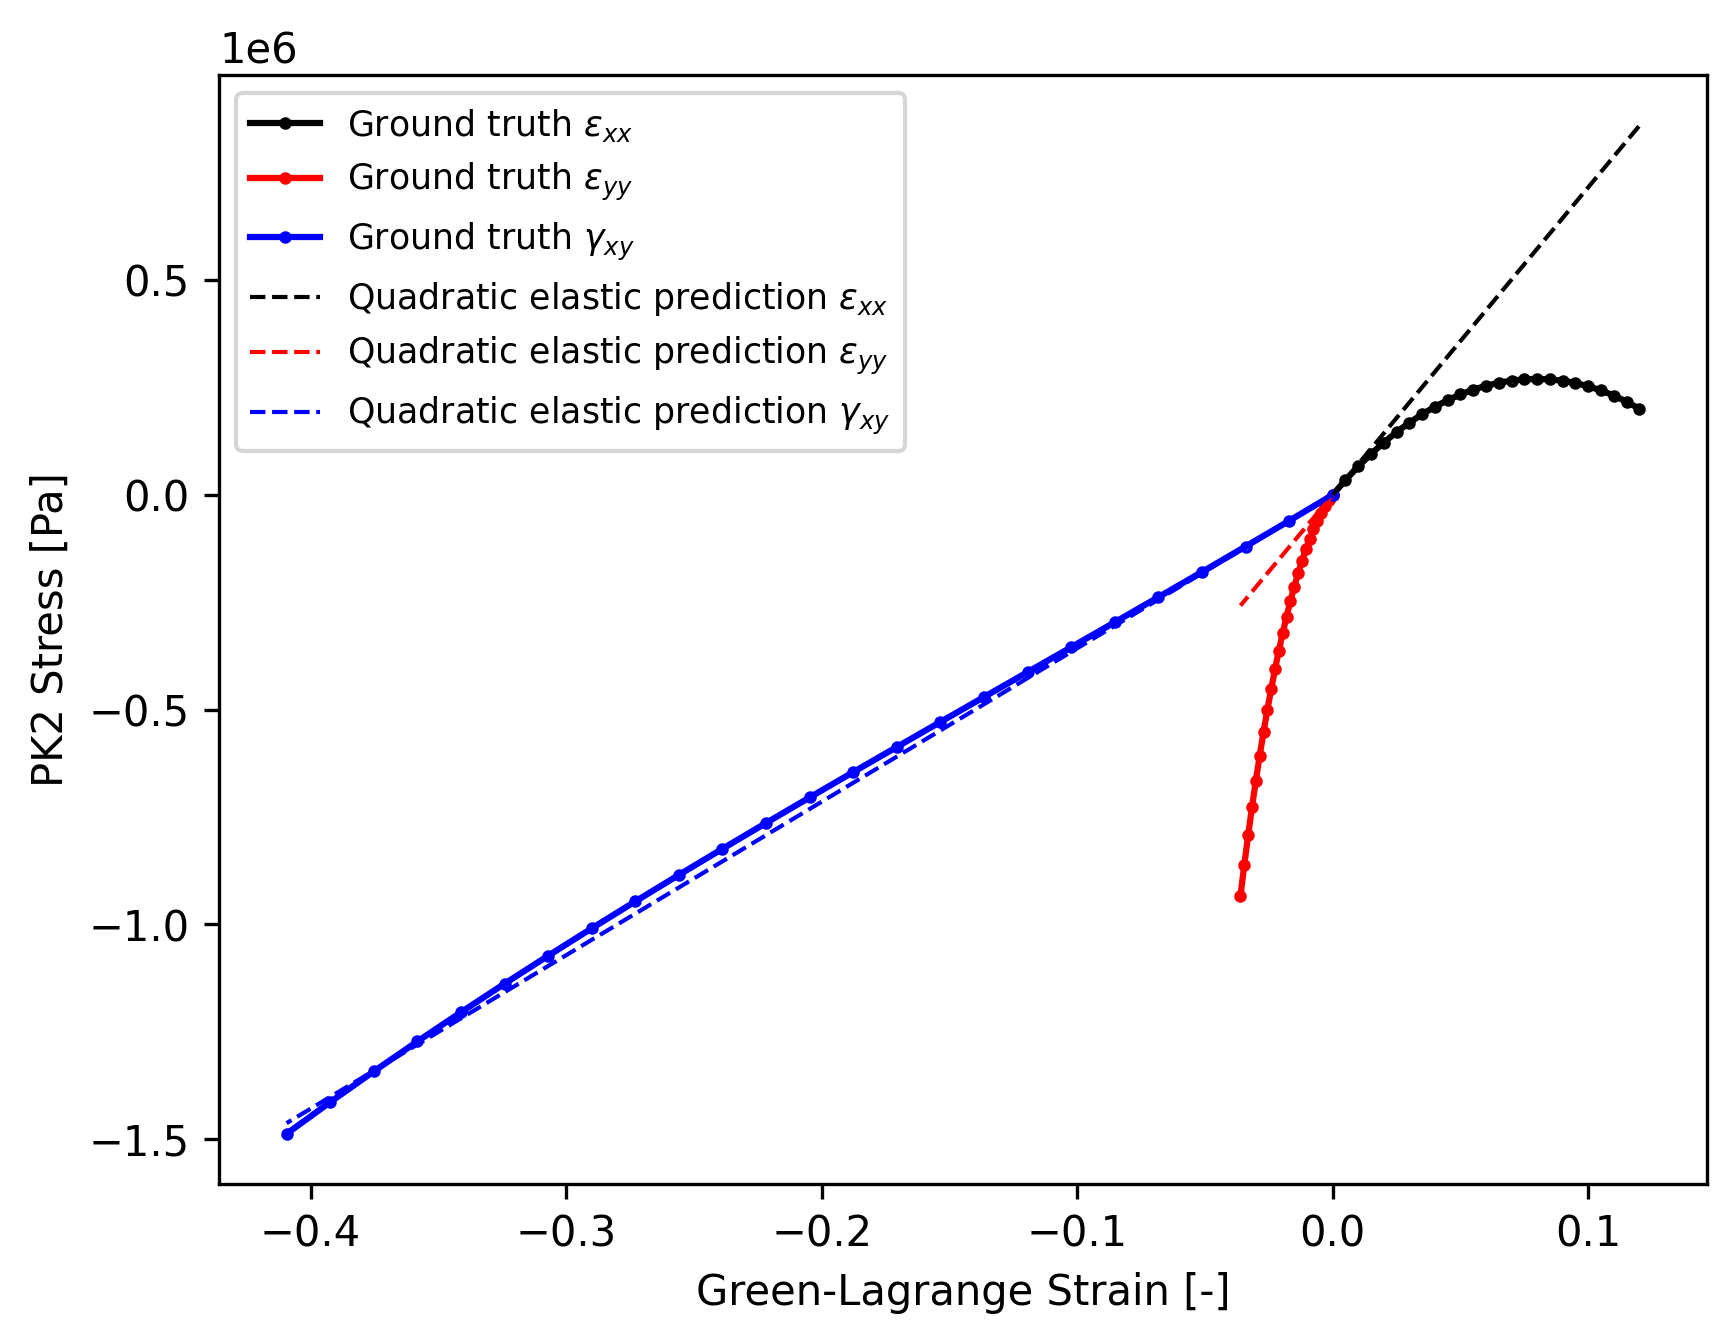 1e6
Ground truth εxx
Ground truth εyy
Ground truth γxy
Quadratic elastic prediction εxx
Quadratic elastic prediction εyy
Quadratic elastic prediction γxy
0.5
0.0
−0.5
−1.0
−1.5
PK2 Stress [Pa]
−0.4 −0.3 −0.2 −0.1 0.0 0.1
Green-Lagrange Strain [-]